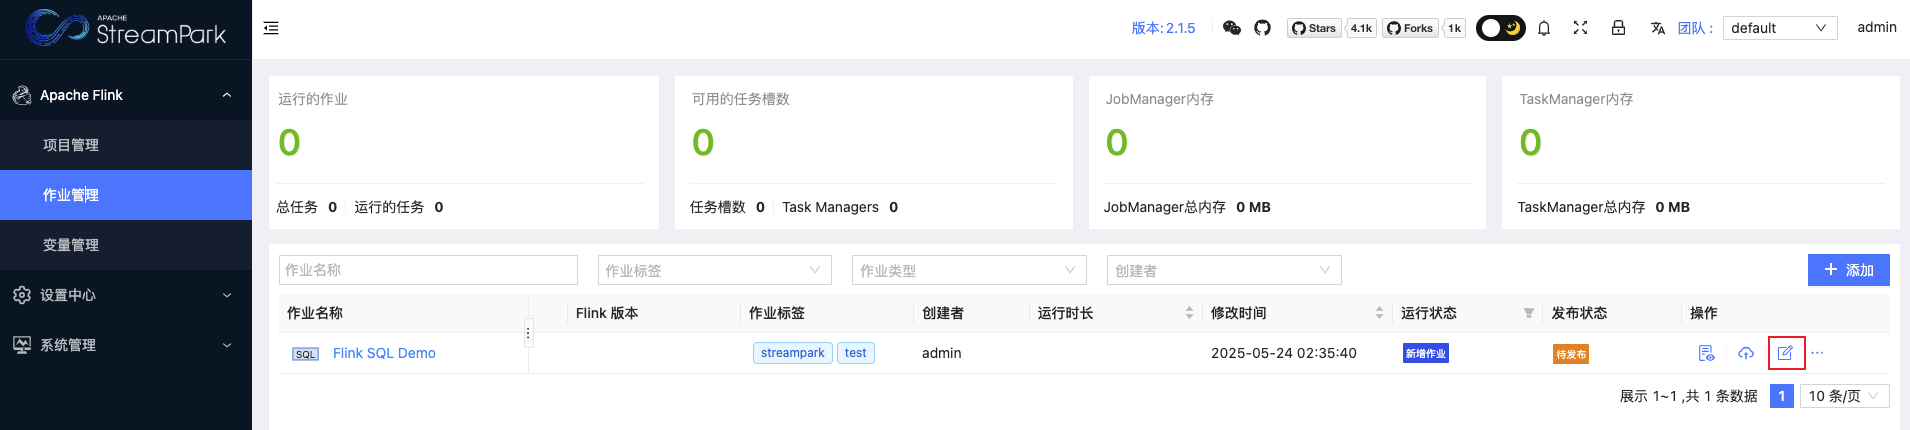 APACHE
StreamPark
版本: 2.1.5
Stars 4.1k
Forks 1k
团队 :
default
admin
Apache Flink
项目管理
作业管理
变量管理
设置中心
系统管理
运行的作业
0
总任务 0 运行的任务 0
可用的任务槽数
0
任务槽数 0 Task Managers 0
JobManager内存
0
JobManager总内存 0 MB
TaskManager内存
0
TaskManager总内存 0 MB
作业名称 作业标签 作业类型 创建者 添加
作业名称 Flink 版本 作业标签 创建者 运行时长 修改时间 运行状态 发布状态 操作
SQL Flink SQL Demo streampark test admin 2025-05-24 02:35:40 新增作业 待发布
展示 1~1 ,共 1 条数据 1 10 条/页